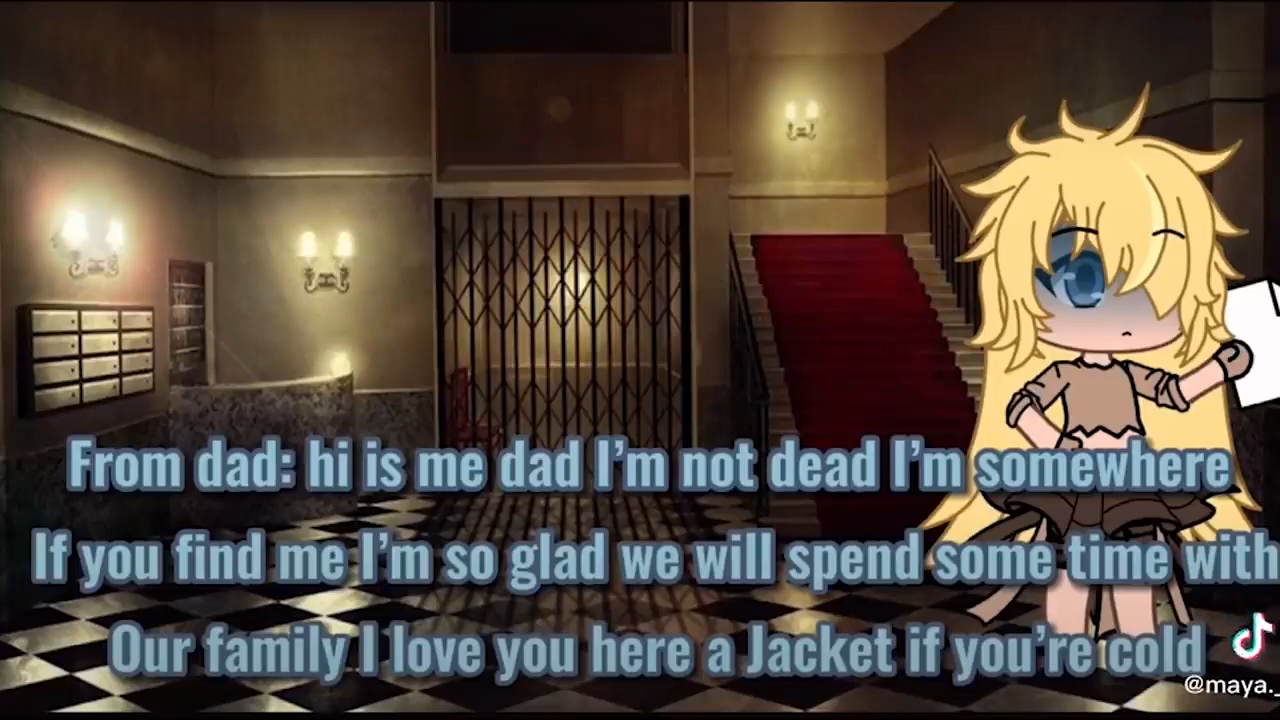 From dad: hi is me dad I'm not dead I'm somewhere
If you find me I'm so glad we will spend some time with
Our family I love you here a Jacket if you're cold
@maya._